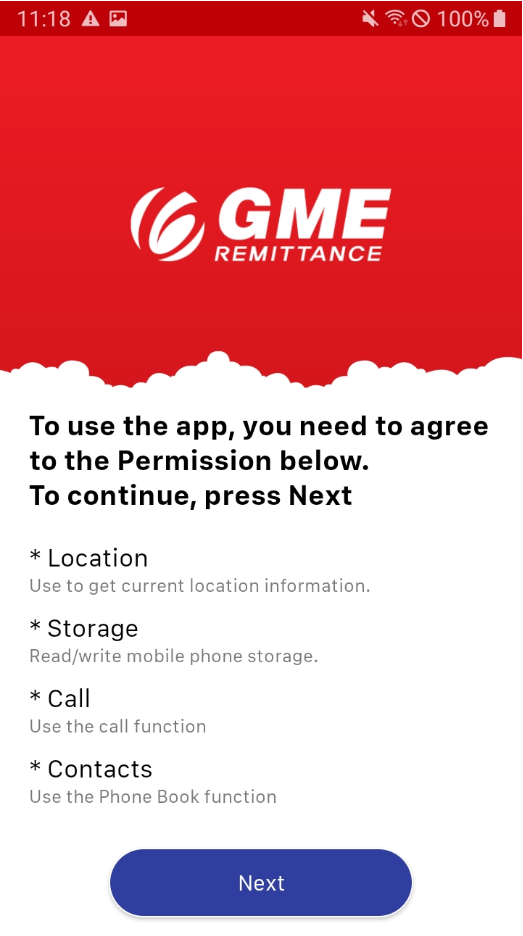 11:18 100%
GME
REMITTANCE
To use the app, you need to agree
to the Permission below.
To continue, press Next
* Location
Use to get current location information.
* Storage
Read/write mobile phone storage.
* Call
Use the call function
* Contacts
Use the Phone Book function
Next